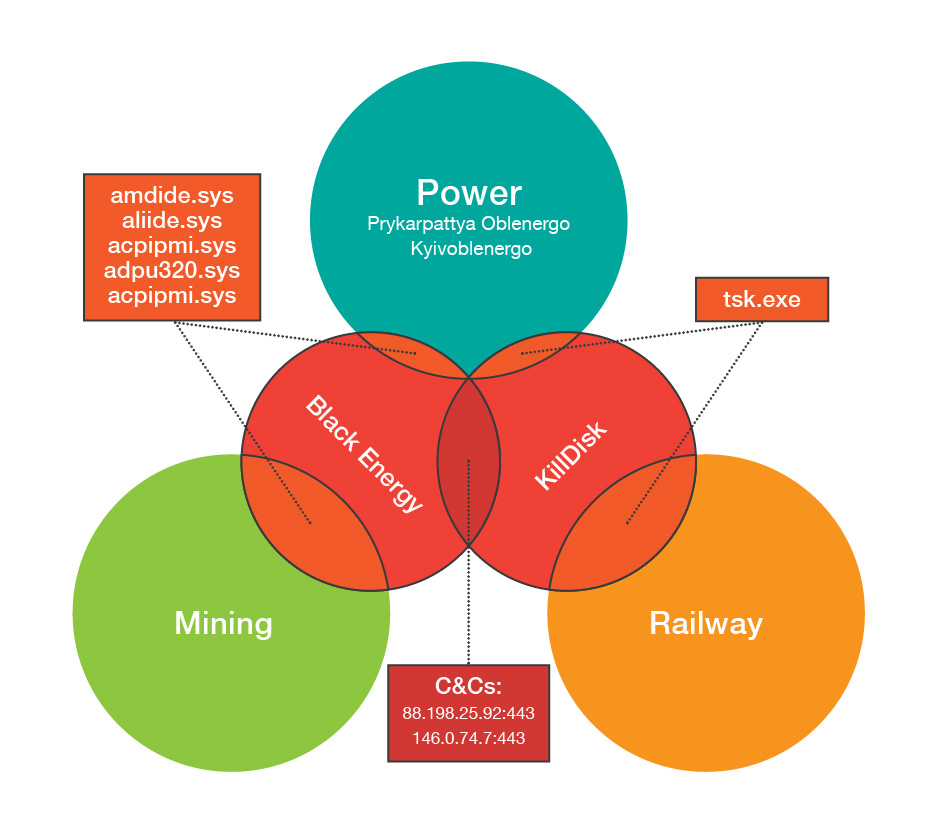 Power
Prykarpattya Oblenergo
Kyivoblenergo
amdide.sys
aliide.sys
acpipmi.sys
adpu320.sys
acpipmi.sys
tsk.exe
Black Energy
KillDisk
Mining
Railway
C&Cs:
88.198.25.92:443
146.0.74.7:443